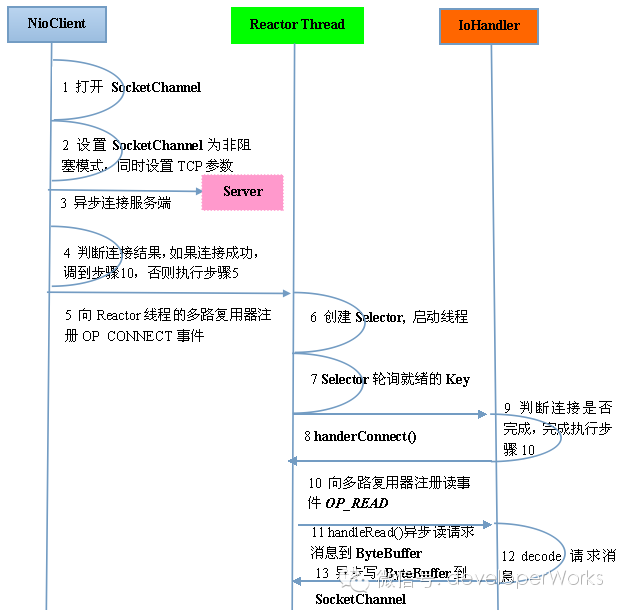 NioClient
Reactor Thread
IoHandler
1 打开 SocketChannel
2 设置 SocketChannel 为非阻
塞模式，同时设置 TCP 参数
Server
3 异步连接服务端
4 判断连接结果，如果连接成功，
调到步骤10，否则执行步骤5
5 向 Reactor 线程的多路复用器注
册 OP_CONNECT 事件
6 创建 Selector, 启动线程
7 Selector 轮询就绪的 Key
8 handerConnect()
9 判断连接是否
完成，完成执行步
骤 10
10 向多路复用器注册读事
件 OP_READ
11 handleRead()异步读请求
消息到 ByteBuffer
12 decode 请求消
息
13 异步写 ByteBuffer 到
SocketChannel
微信号: developerWorks